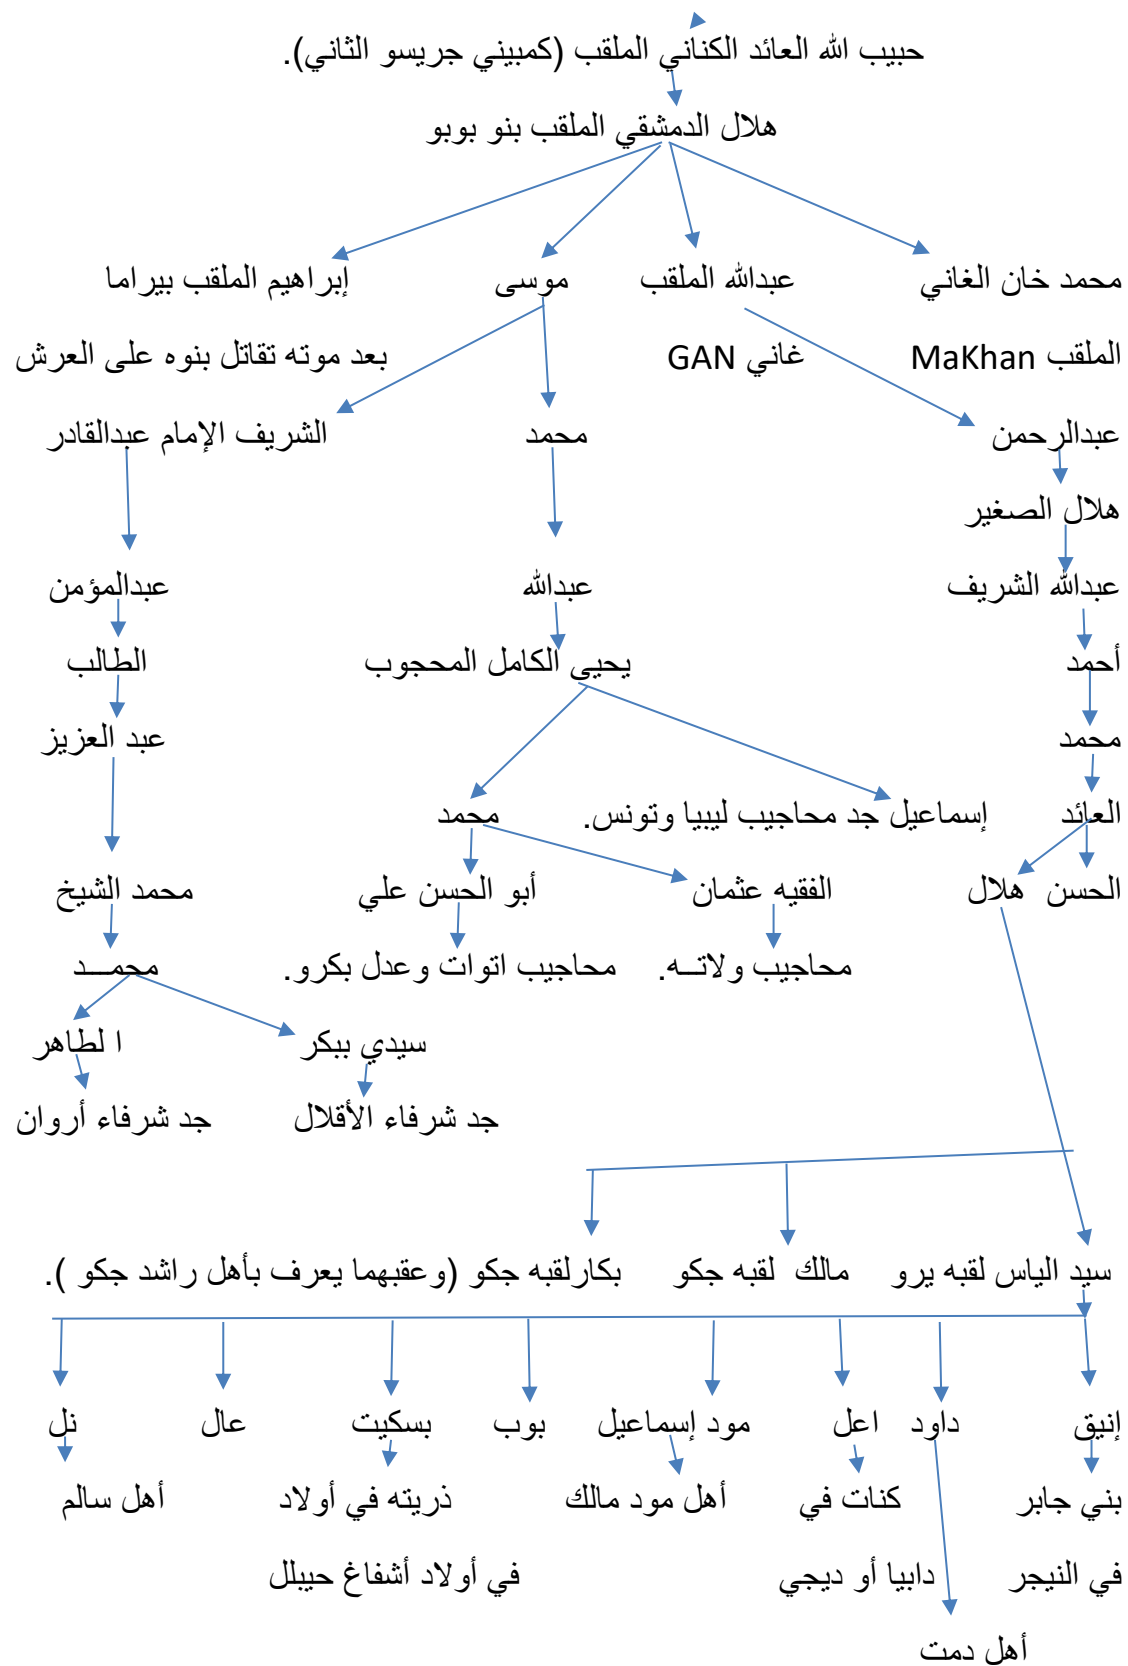 حبيب الله العائد الكناني الملقب (كمبيني جريسو الثاني).
هلال الدمشقي الملقب بنو بوبو
محمد خان الغاني عبدالله الملقب موسى إبراهيم الملقب بيراما
الملقب MaKhan غاني GAN بعد موته تقاتل بنوه على العرش
عبدالرحمن محمد الشريف الإمام عبدالقادر
هلال الصغير
عبدالله الشريف عبدالله عبدالمؤمن
أحمد يحيى الكامل المحجوب الطالب
محمد عبد العزيز
العائد إسماعيل جد محاجيب ليبيا وتونس. محمد
الحسن هلال الفقيه عثمان أبو الحسن علي محمد الشيخ
محاجيب ولاتــه. محاجيب اتوات وعدل بكرو. محمـــد
سيدي ببكر ا لطاهر
جد شرفاء الأقلال جد شرفاء أروان
سيد الياس لقبه يرو مالك لقبه جكو بكارلقبه جكو (وعقبهما يعرف بأهل راشد جكو ).
إنيق داود اعل مود إسماعيل بوب بسكيت عال نل
بني جابر كنات في أهل مود مالك ذريته في أولاد أهل سالم
في النيجر دابيا أو ديجي في أولاد أشفاغ حيبلل
أهل دمت